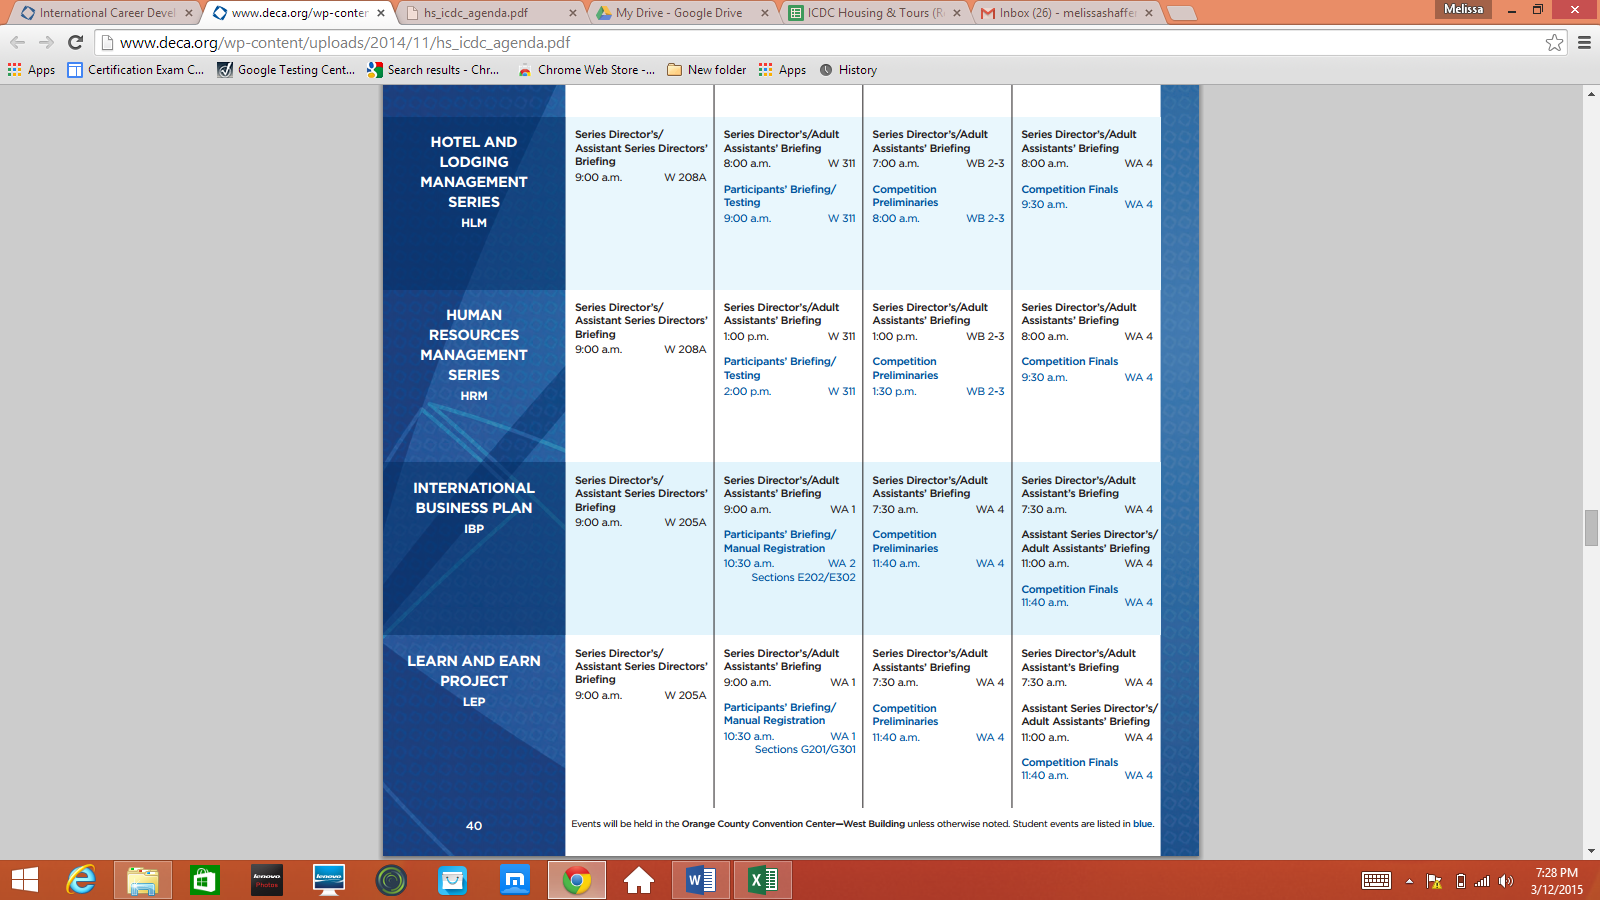 International Career Devel
www.deca.org/wp-conten
hs_icdc_agenda.pdf
My Drive - Google Drive
ICDC Housing & Tours (R
Inbox (26) - melissashaffe
Melissa
www.deca.org/wp-content/uploads/2014/11/hs_icdc_agenda.pdf
Apps
Certification Exam C...
Google Testing Cent...
Search results - Chr...
Chrome Web Store -...
New folder
Apps
History
HOTEL AND
LODGING
MANAGEMENT
SERIES
HLM
Series Director's/
Assistant Series Directors'
Briefing
9:00 a.m. W 208A
Series Director's/Adult
Assistants' Briefing
8:00 a.m. W 311
Participants' Briefing/
Testing
9:00 a.m. W 311
Series Director's/Adult
Assistants' Briefing
7:00 a.m. WB 2-3
Competition
Preliminaries
8:00 a.m. WB 2-3
Series Director's/Adult
Assistants' Briefing
8:00 a.m. WA 4
Competition Finals
9:30 a.m. WA 4
HUMAN
RESOURCES
MANAGEMENT
SERIES
HRM
Series Director's/
Assistant Series Directors'
Briefing
9:00 a.m. W 208A
Series Director's/Adult
Assistants' Briefing
1:00 p.m. W 311
Participants' Briefing/
Testing
2:00 p.m. W 311
Series Director's/Adult
Assistants' Briefing
1:00 p.m. WB 2-3
Competition
Preliminaries
1:30 p.m. WB 2-3
Series Director's/Adult
Assistants' Briefing
8:00 a.m. WA 4
Competition Finals
9:30 a.m. WA 4
INTERNATIONAL
BUSINESS PLAN
IBP
Series Director's/
Assistant Series Directors'
Briefing
9:00 a.m. W 205A
Series Director's/Adult
Assistants' Briefing
9:00 a.m. WA 1
Participants' Briefing/
Manual Registration
10:30 a.m. WA 2
Sections E202/E302
Series Director's/Adult
Assistants' Briefing
7:30 a.m. WA 4
Competition
Preliminaries
11:40 a.m. WA 4
Series Director's/Adult
Assistant's Briefing
7:30 a.m. WA 4
Assistant Series Director's/
Adult Assistants' Briefing
11:00 a.m. WA 4
Competition Finals
11:40 a.m. WA 4
LEARN AND EARN
PROJECT
LEP
Series Director's/
Assistant Series Directors'
Briefing
9:00 a.m. W 205A
Series Director's/Adult
Assistants' Briefing
9:00 a.m. WA 1
Participants' Briefing/
Manual Registration
10:30 a.m. WA 1
Sections G201/G301
Series Director's/Adult
Assistants' Briefing
7:30 a.m. WA 4
Competition
Preliminaries
11:40 a.m. WA 4
Series Director's/Adult
Assistant's Briefing
7:30 a.m. WA 4
Assistant Series Director's/
Adult Assistants' Briefing
11:00 a.m. WA 4
Competition Finals
11:40 a.m. WA 4
40
Events will be held in the Orange County Convention Center—West Building unless otherwise noted. Student events are listed in blue.
lenovo
Photos
lenovo
7:28 PM
3/12/2015